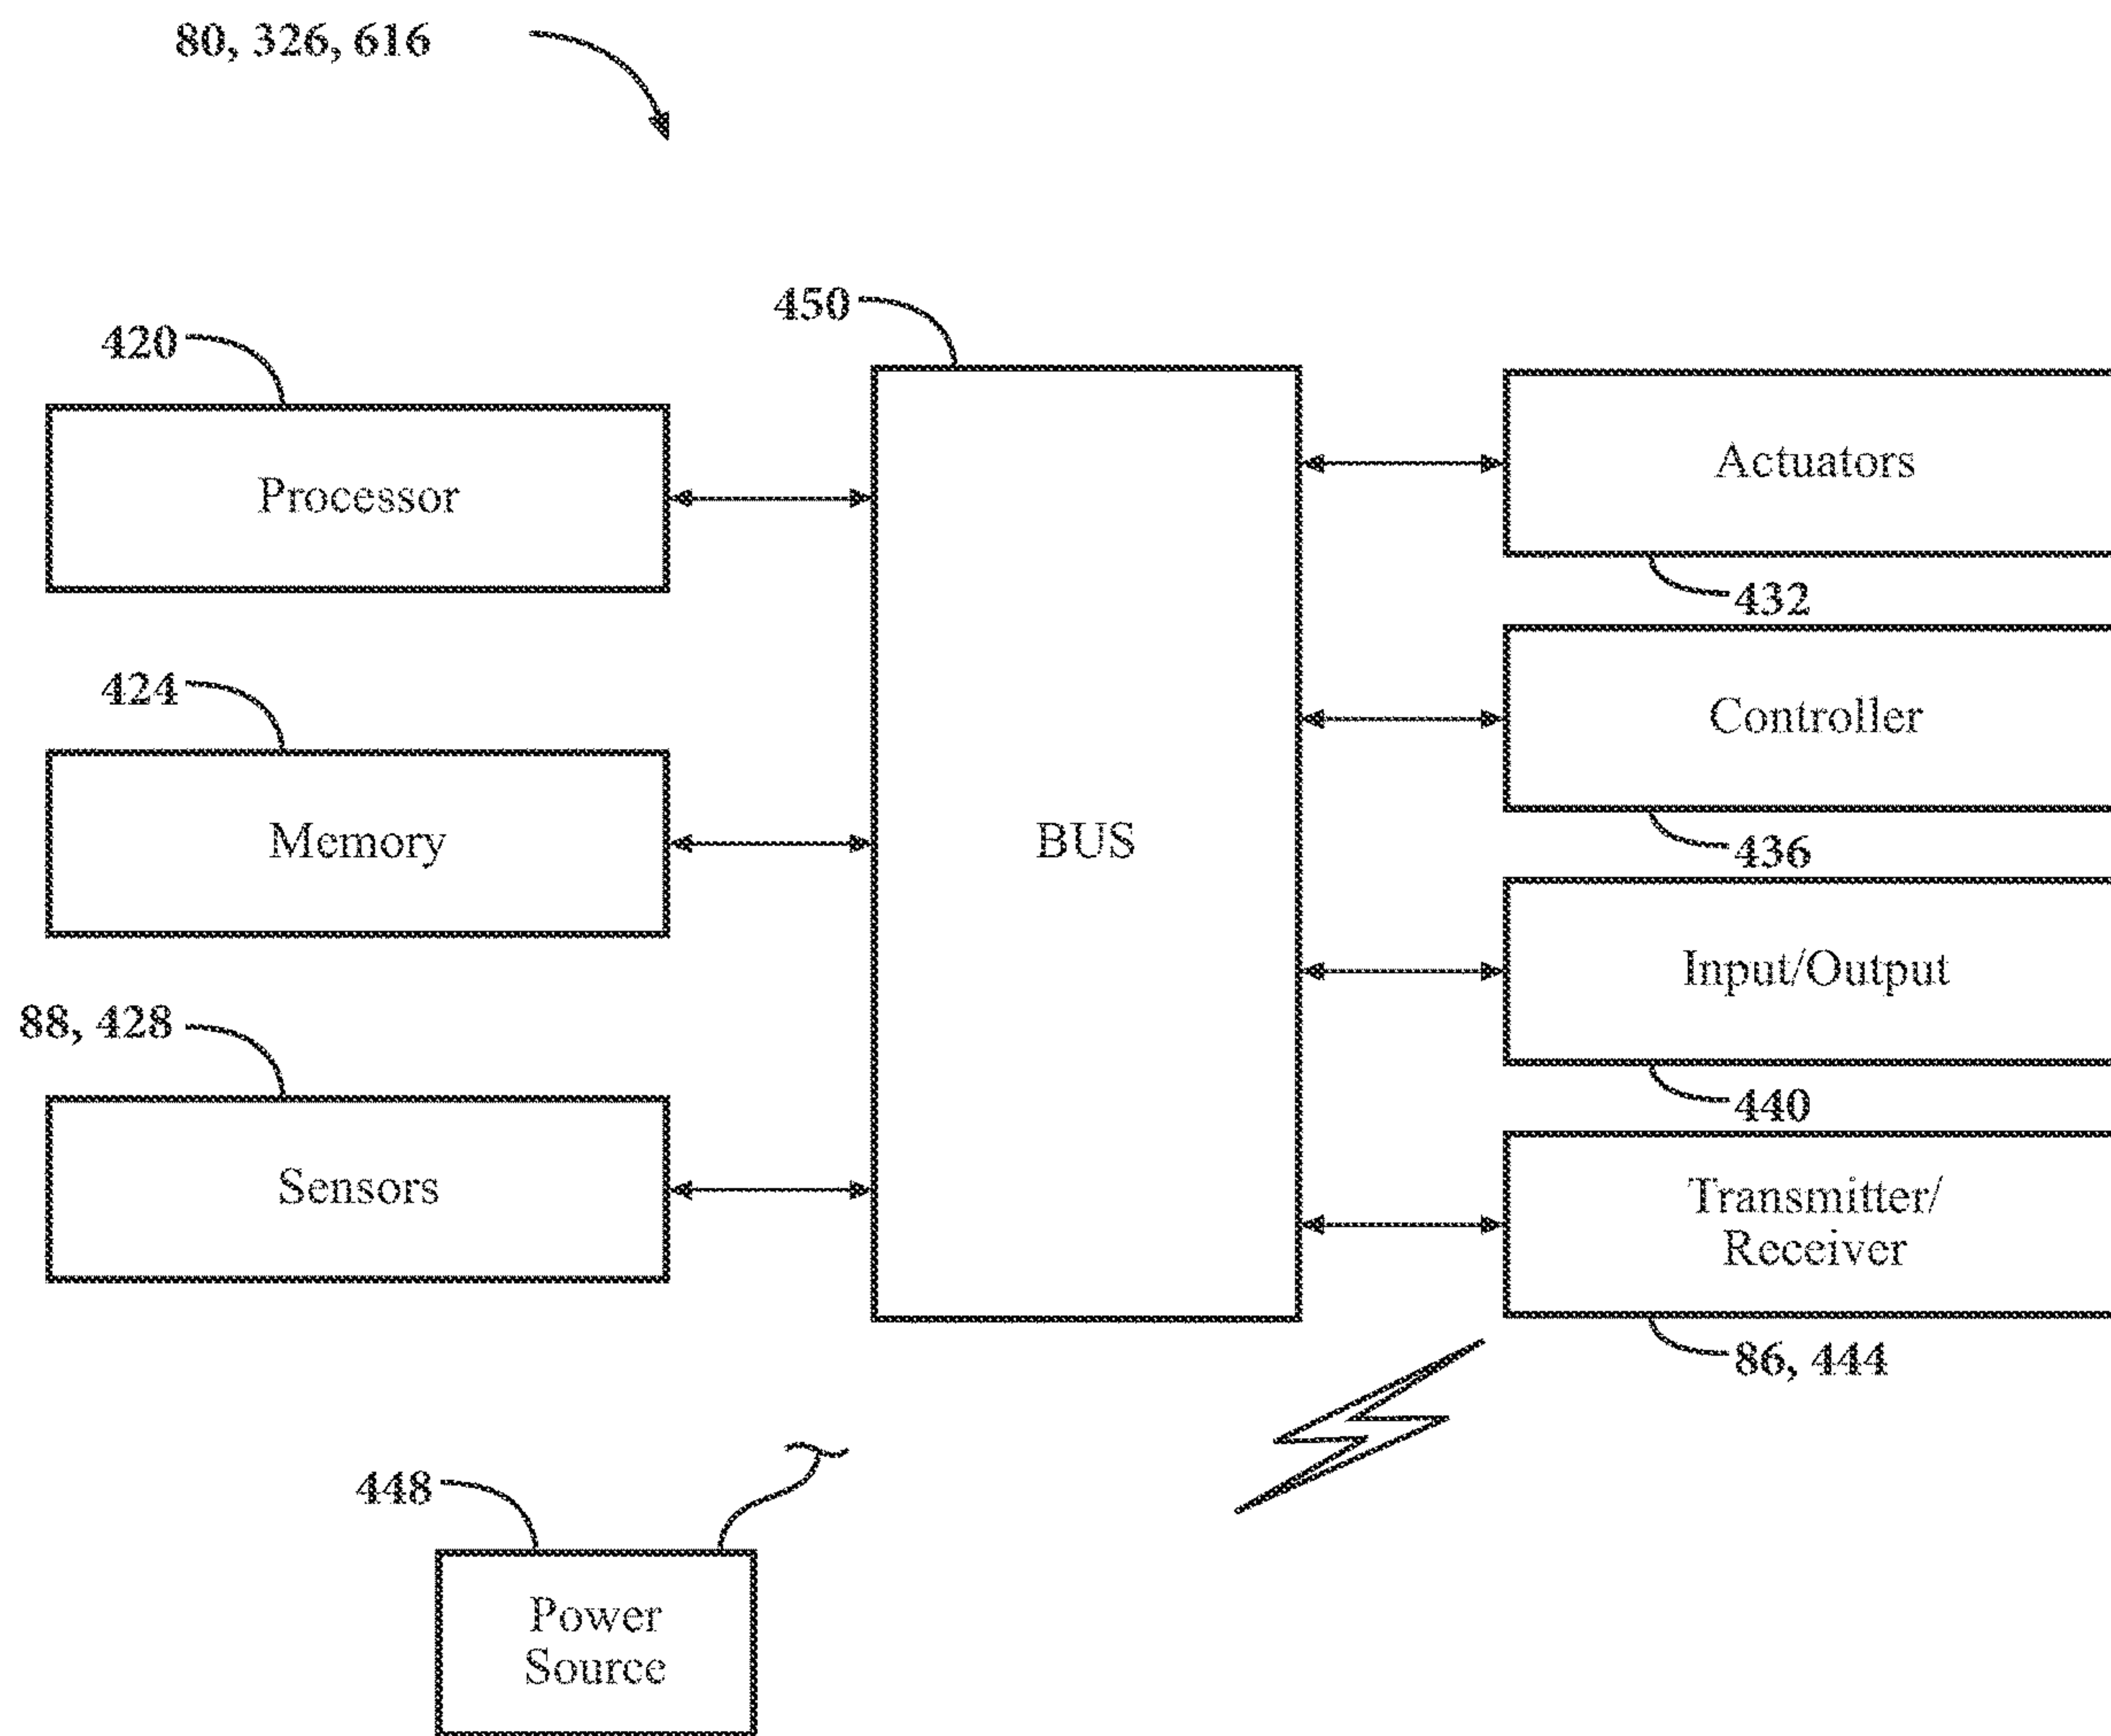 80, 326, 616
450
420
Processor
424
Memory
88, 428
Sensors
BUS
Actuators
432
Controller
436
Input/Output
440
Transmitter/
Receiver
86, 444
448
Power
Source